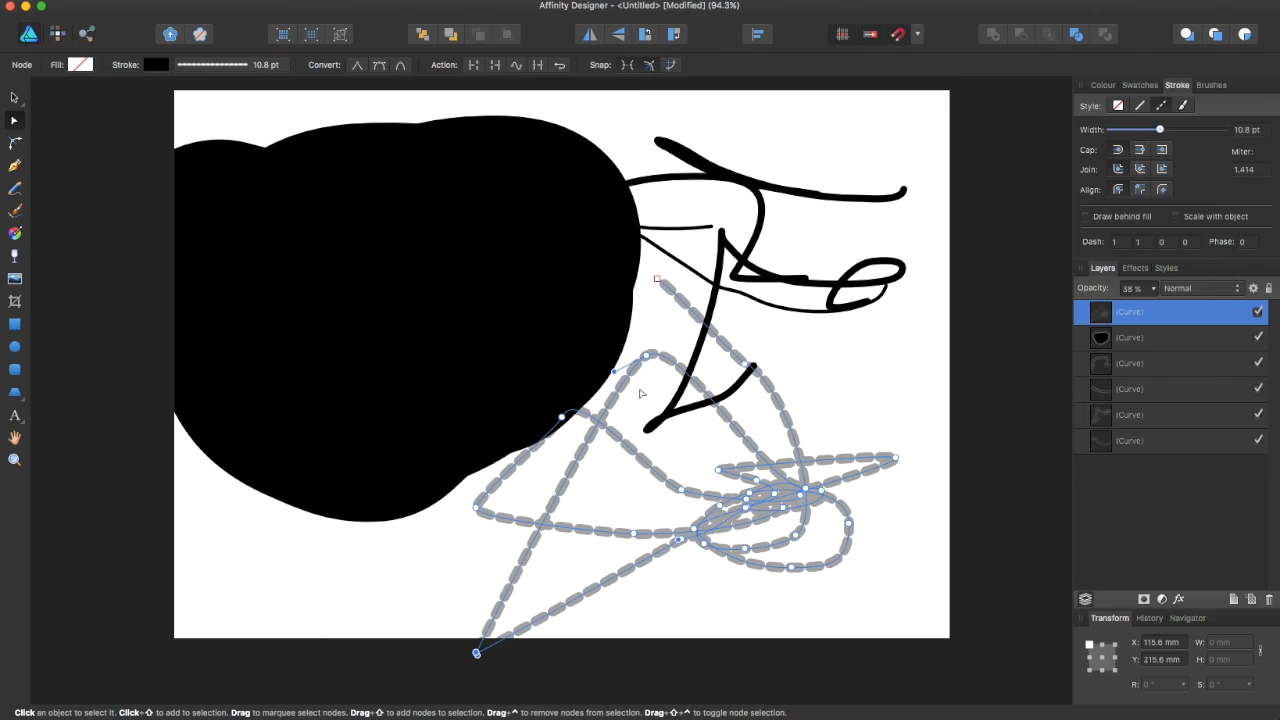 Affinity Designer - <Untitled> [Modified] (94.3%)
Node Fill: Stroke: 10.8 pt Convert: Action: Snap:
Colour Swatches Stroke Brushes
Style:
Width: 10.8 pt
Cap: Miter:
Join: 1.414
Align:
Draw behind fill Scale with object
Dash: 1 1 0 0 Phase: 0
Layers Effects Styles
Opacity: 38 % Normal
(Curve)
(Curve)
(Curve)
(Curve)
(Curve)
(Curve)
Transform History Navigator
X: 115.6 mm W: 0 mm
Y: 215.6 mm H: 0 mm
R: 0 ° S: 0 °
Click an object to select it. Click+⇧ to add to selection. Drag to marquee select nodes. Drag+⇧ to add nodes to selection. Drag+^ to remove nodes from selection. Drag+⇧+^ to toggle node selection.